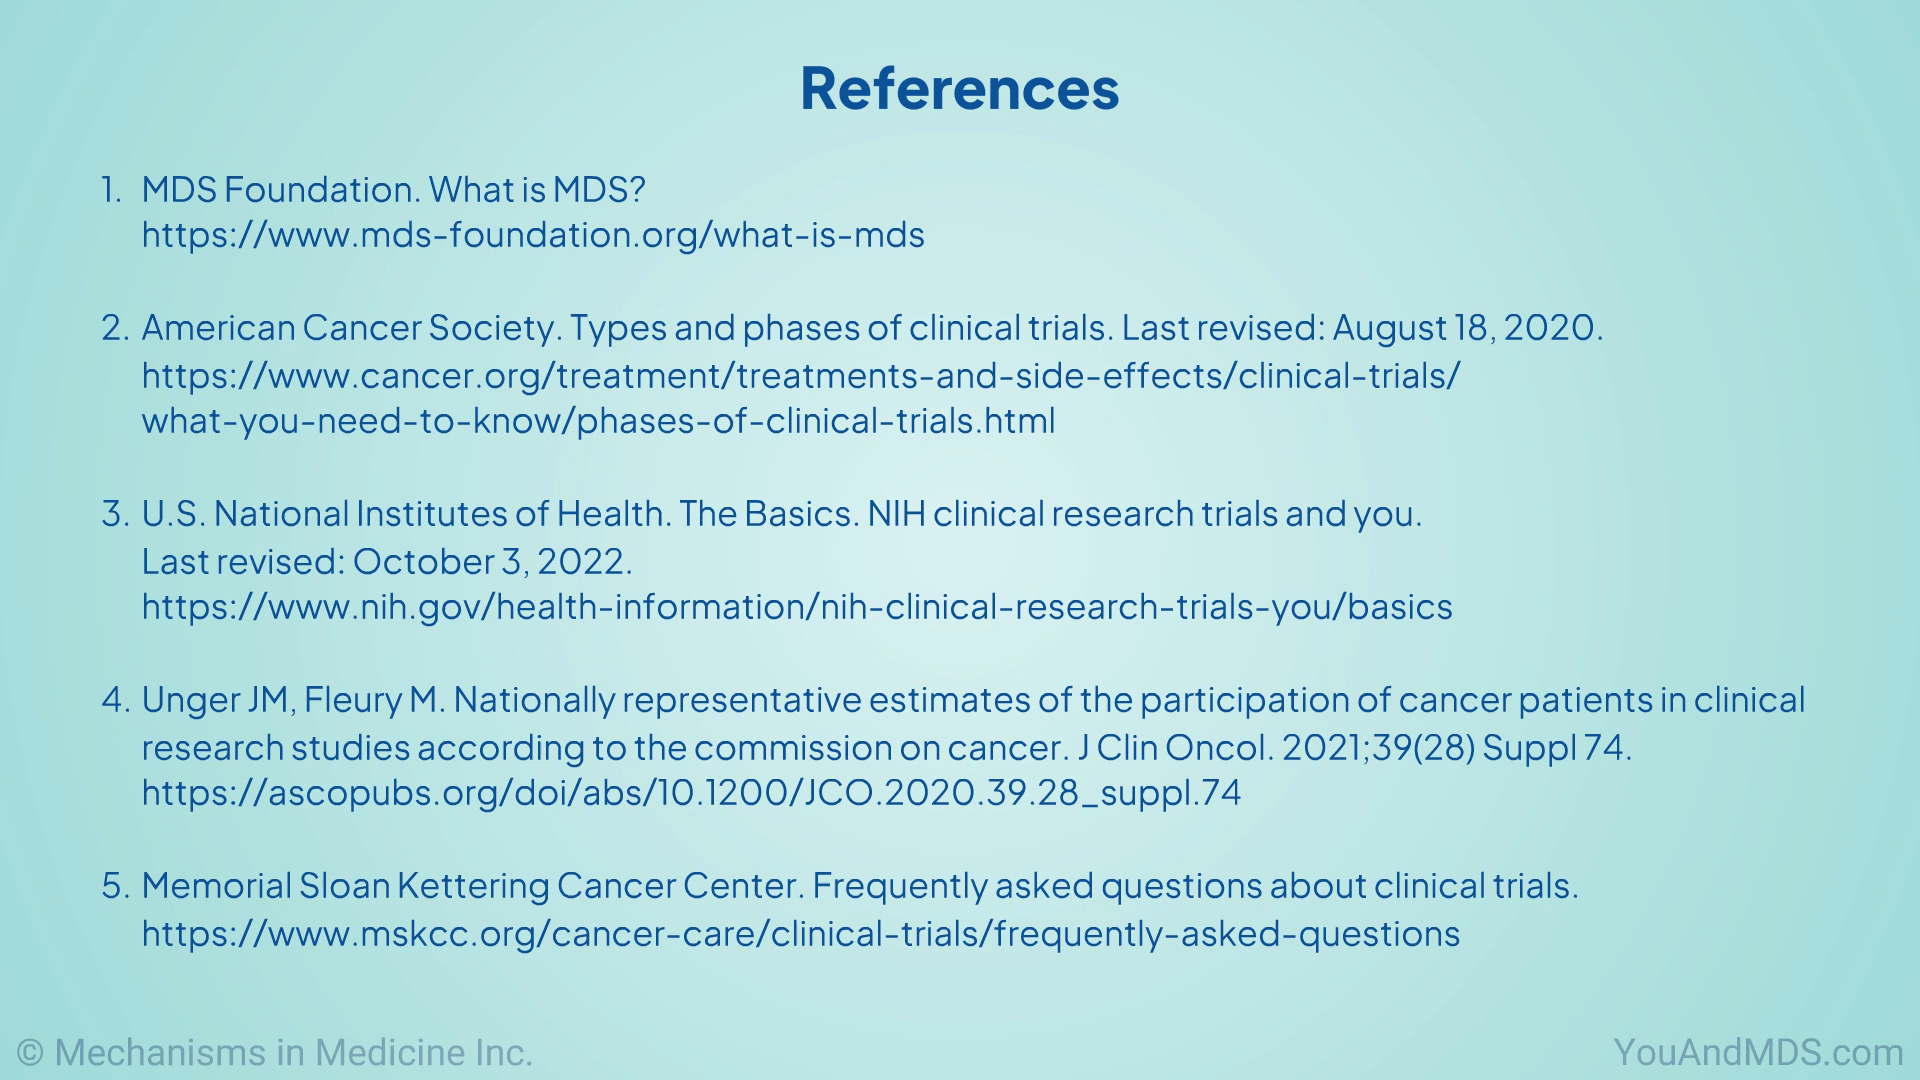 References
1. MDS Foundation. What is MDS?
https://www.mds-foundation.org/what-is-mds
2. American Cancer Society. Types and phases of clinical trials. Last revised: August 18, 2020.
https://www.cancer.org/treatment/treatments-and-side-effects/clinical-trials/
what-you-need-to-know/phases-of-clinical-trials.html
3. U.S. National Institutes of Health. The Basics. NIH clinical research trials and you.
Last revised: October 3, 2022.
https://www.nih.gov/health-information/nih-clinical-research-trials-you/basics
4. Unger JM, Fleury M. Nationally representative estimates of the participation of cancer patients in clinical
research studies according to the commission on cancer. J Clin Oncol. 2021;39(28) Suppl 74.
https://ascopubs.org/doi/abs/10.1200/JCO.2020.39.28_suppl.74
5. Memorial Sloan Kettering Cancer Center. Frequently asked questions about clinical trials.
https://www.mskcc.org/cancer-care/clinical-trials/frequently-asked-questions
© Mechanisms in Medicine Inc.
YouAndMDS.com